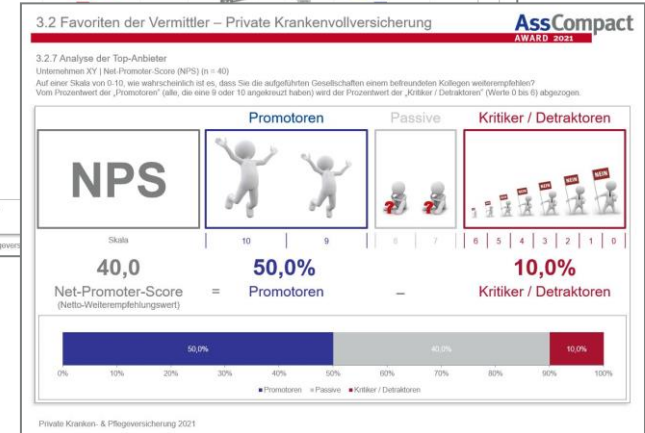 3.2 Favoriten der Vermittler – Private Krankenvollversicherung
AssCompact
AWARD 2021
3.2.7 Analyse der Top-Anbieter
Unternehmen XY | Net-Promoter-Score (NPS) (n = 40)
Auf einer Skala von 0-10, wie wahrscheinlich ist es, dass Sie die aufgeführten Gesellschaften einem befreundeten Kollegen weiterempfehlen?
Vom Prozentwert der „Promotoren" (alle, die eine 9 oder 10 angekreuzt haben) wird der Prozentwert der „Kritiker / Detraktoren" (Werte 0 bis 6) abgezogen.
Promotoren Passive Kritiker / Detraktoren
NPS
? ?
NEIN NEIN NEIN
Skala 10 9 8 7 6 5 4 3 2 1 0
40,0 50,0% 10,0%
Net-Promoter-Score = Promotoren – Kritiker / Detraktoren
(Netto-Weiterempfehlungswert)
50,0% 40,0% 10,0%
0% 10% 20% 30% 40% 50% 60% 70% 80% 90% 100%
Promotoren Passive Kritiker / Detraktoren
Private Kranken- & Pflegeversicherung 2021